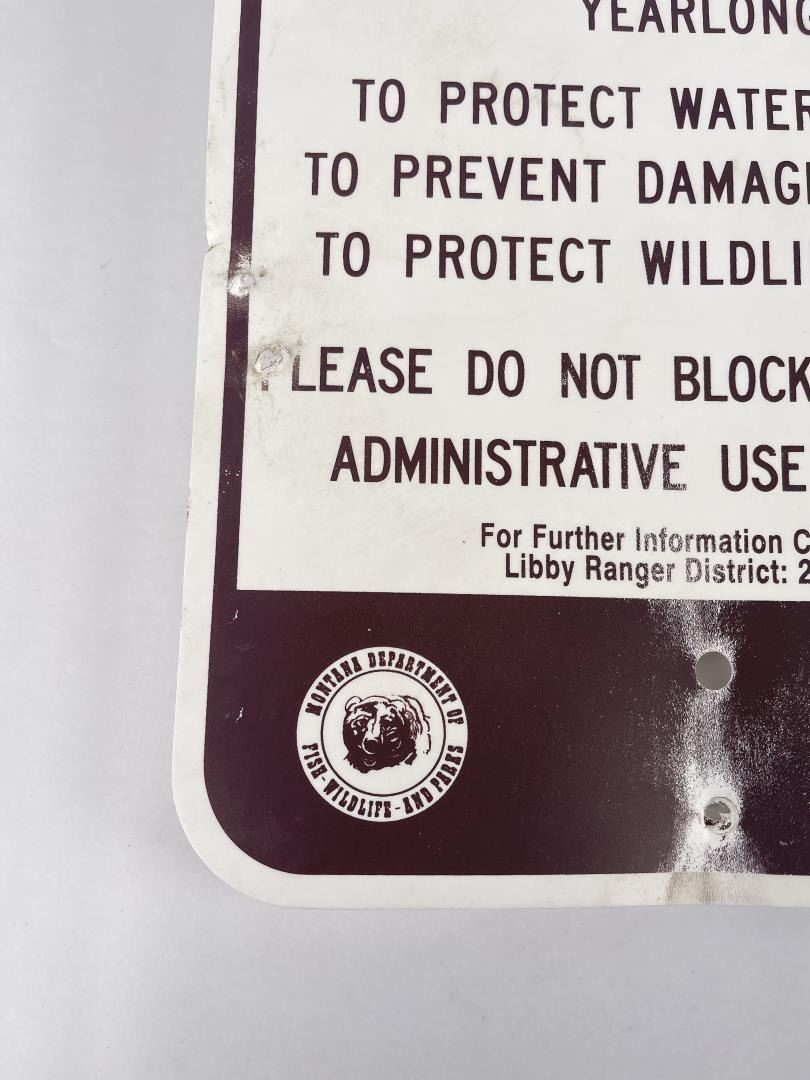 YEARLONG
TO PROTECT WATER
TO PREVENT DAMAG
TO PROTECT WILDLI
PLEASE DO NOT BLOCK
ADMINISTRATIVE USE
For Further Information C
Libby Ranger District: 2
MONTANA DEPARTMENT OF
FISH-WILDLIFE-AND PARKS